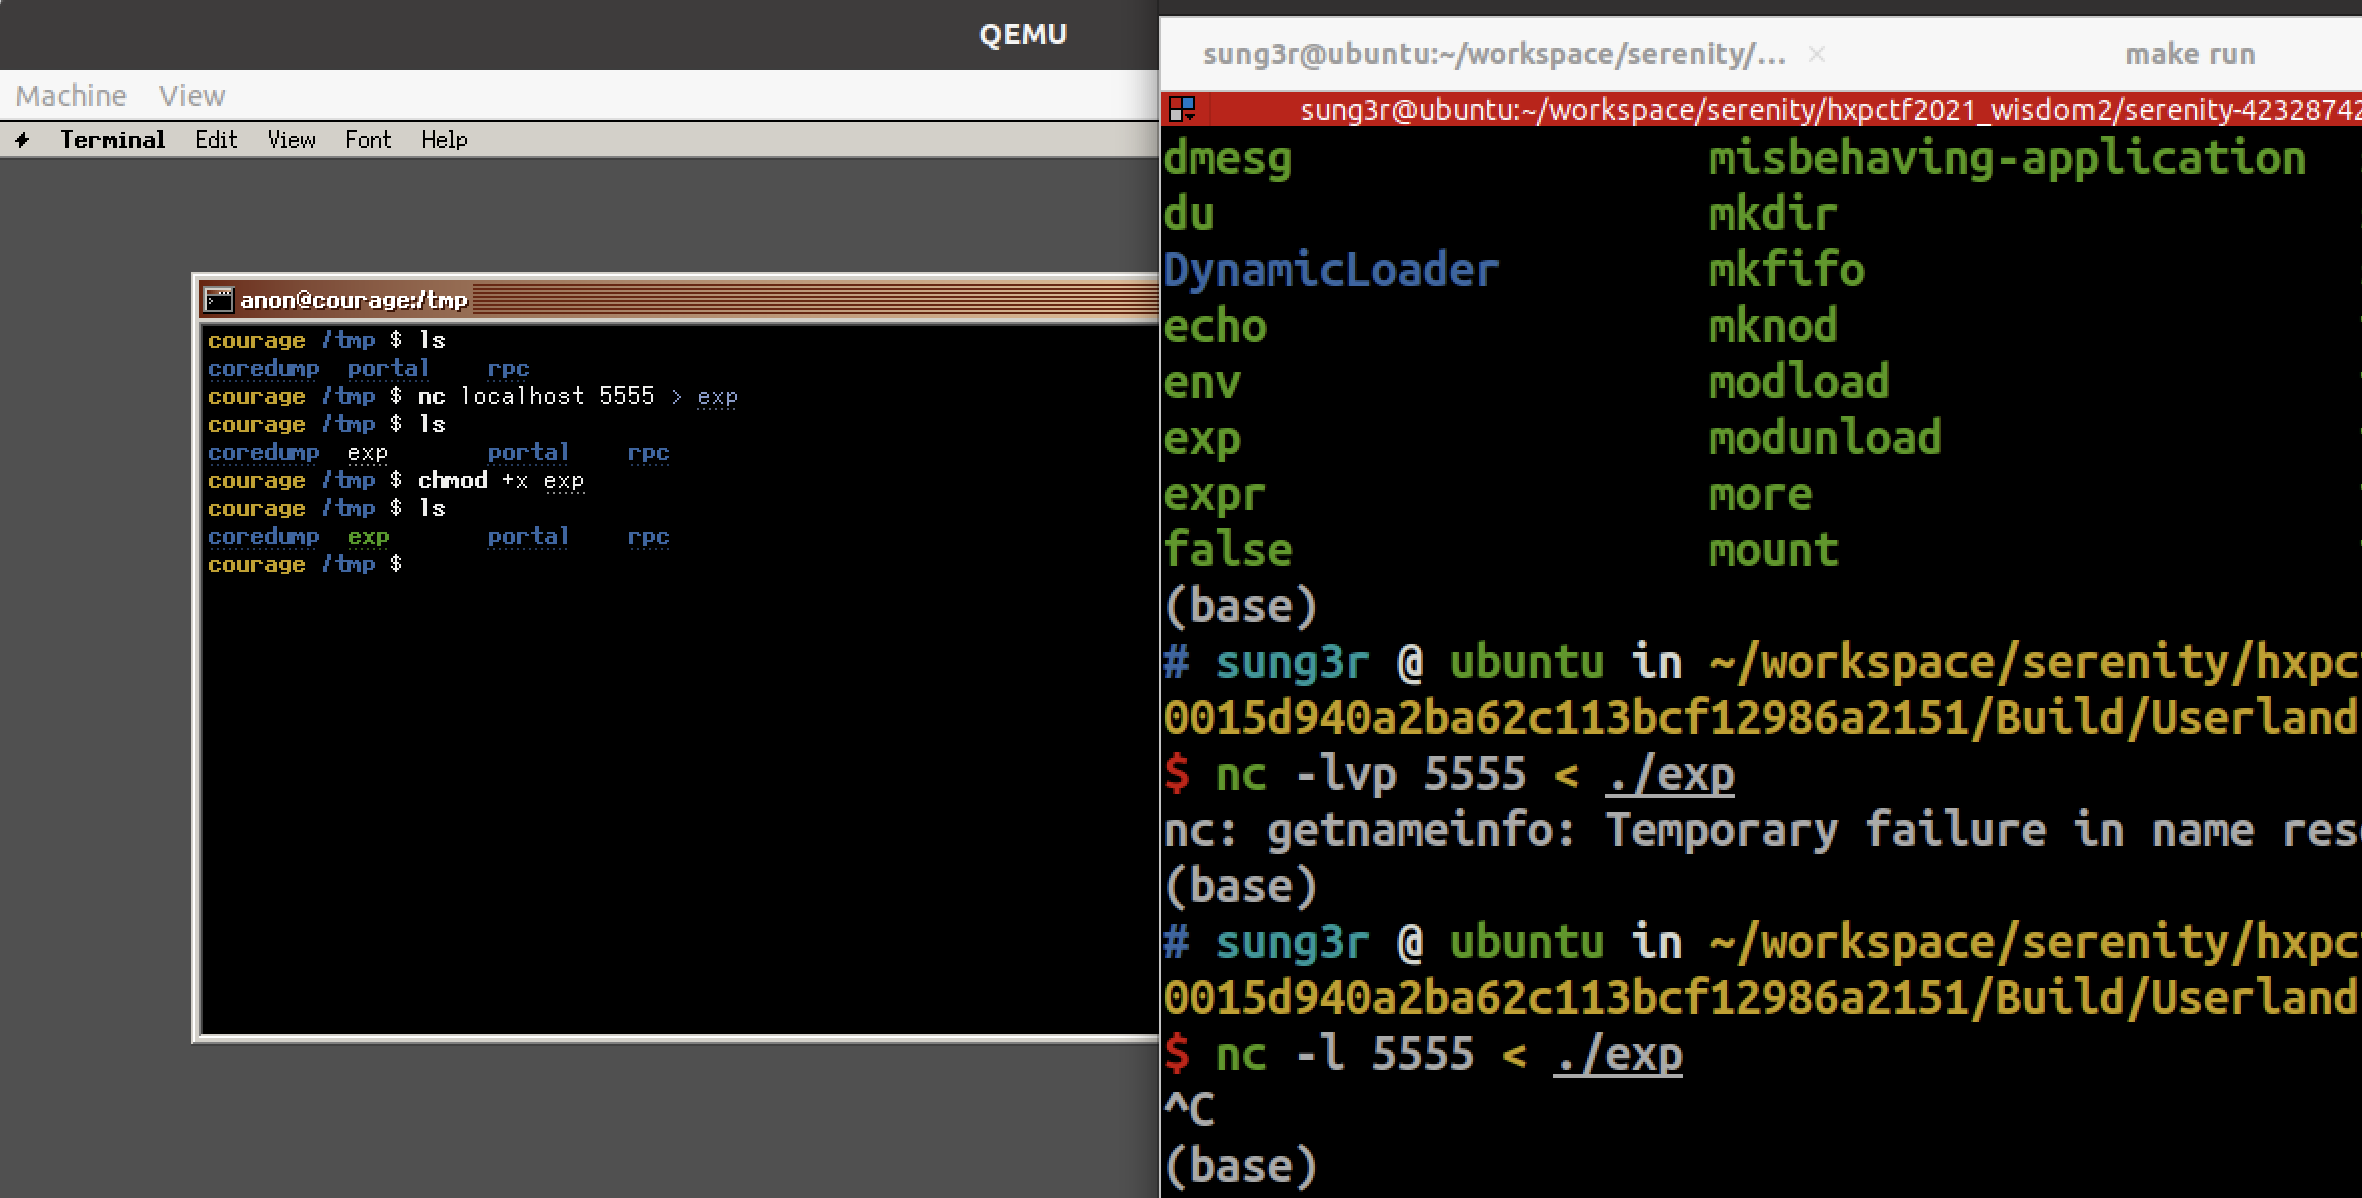 QEMU
Machine View
Terminal Edit View Font Help
anon@courage:/tmp
courage /tmp $ ls
coredump portal rpc
courage /tmp $ nc localhost 5555 > exp
courage /tmp $ ls
coredump exp portal rpc
courage /tmp $ chmod +x exp
courage /tmp $ ls
coredump exp portal rpc
courage /tmp $
sung3r@ubuntu:~/workspace/serenity/... × make run
sung3r@ubuntu:~/workspace/serenity/hxpctf2021_wisdom2/serenity-42328742
dmesg misbehaving-application
du mkdir
DynamicLoader mkfifo
echo mknod
env modload
exp modunload
expr more
false mount
(base)
# sung3r @ ubuntu in ~/workspace/serenity/hxpc
0015d940a2ba62c113bcf12986a2151/Build/Userland
$ nc -lvp 5555 < ./exp
nc: getnameinfo: Temporary failure in name res
(base)
# sung3r @ ubuntu in ~/workspace/serenity/hxpc
0015d940a2ba62c113bcf12986a2151/Build/Userland
$ nc -l 5555 < ./exp
^C
(base)